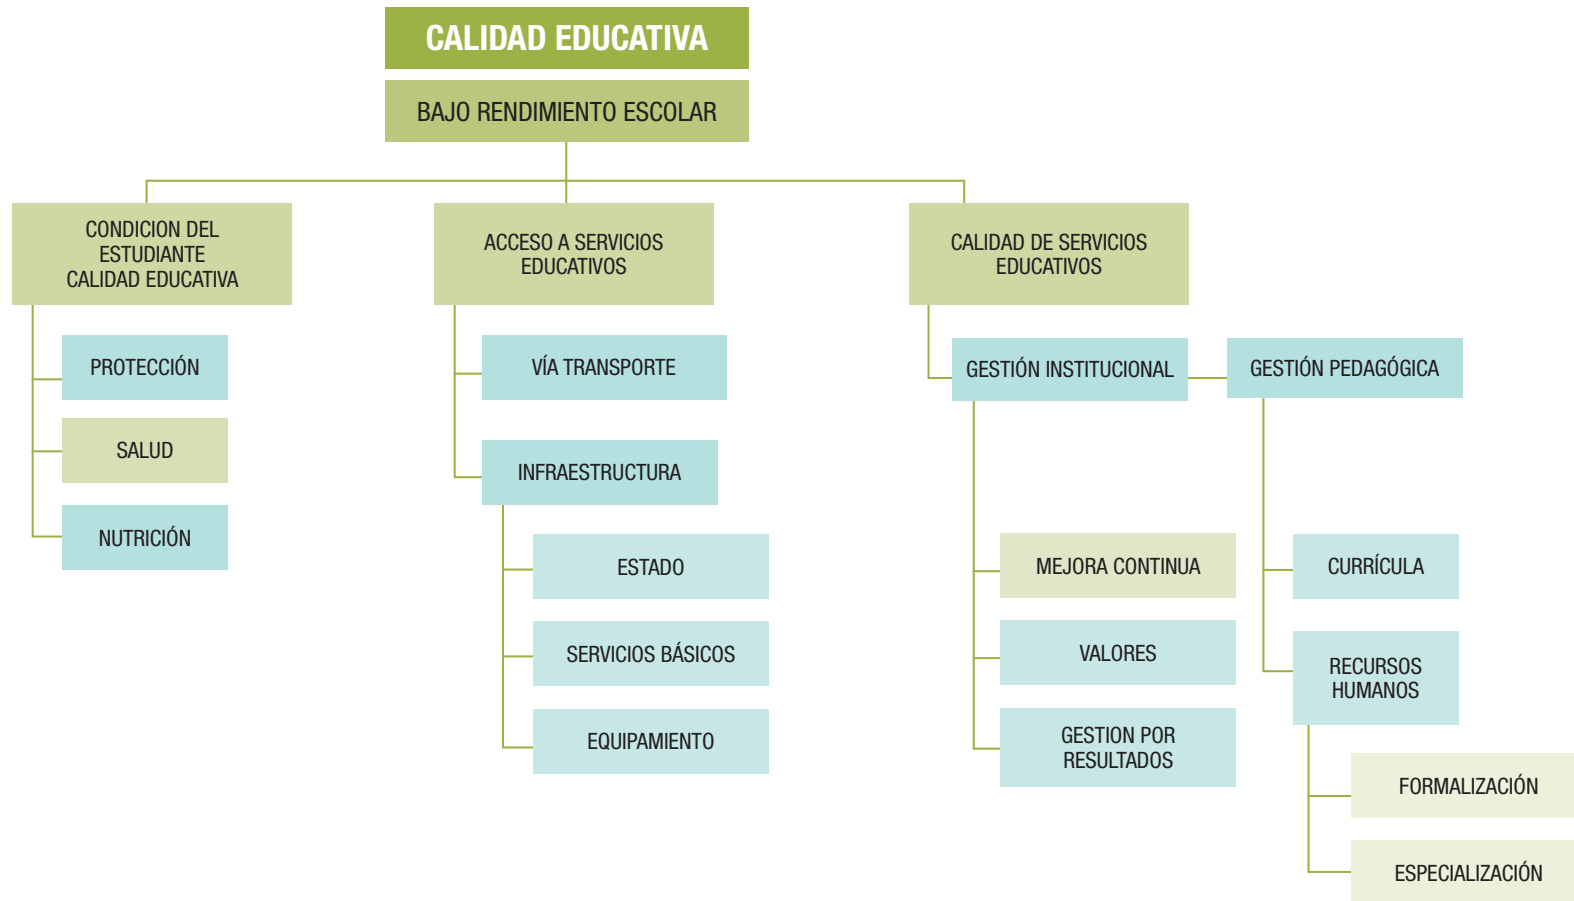 CALIDAD EDUCATIVA
BAJO RENDIMIENTO ESCOLAR
CONDICION DEL
ESTUDIANTE
CALIDAD EDUCATIVA
PROTECCIÓN
SALUD
NUTRICIÓN
ACCESO A SERVICIOS
EDUCATIVOS
VÍA TRANSPORTE
INFRAESTRUCTURA
ESTADO
SERVICIOS BÁSICOS
EQUIPAMIENTO
CALIDAD DE SERVICIOS
EDUCATIVOS
GESTIÓN INSTITUCIONAL
MEJORA CONTINUA
VALORES
GESTION POR
RESULTADOS
GESTIÓN PEDAGÓGICA
CURRÍCULA
RECURSOS
HUMANOS
FORMALIZACIÓN
ESPECIALIZACIÓN